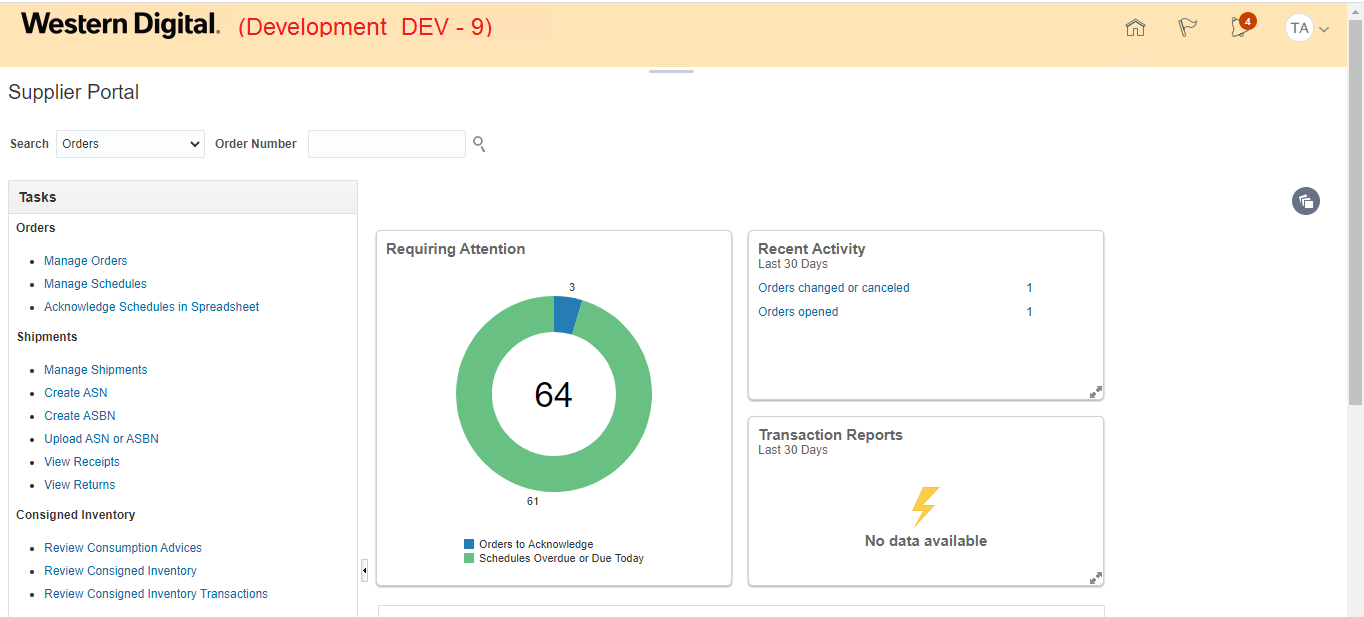 Western Digital. (Development DEV - 9)
4
TA
Supplier Portal
Search Orders Order Number
Tasks
Orders
Manage Orders
Manage Schedules
Acknowledge Schedules in Spreadsheet
Shipments
Manage Shipments
Create ASN
Create ASBN
Upload ASN or ASBN
View Receipts
View Returns
Consigned Inventory
Review Consumption Advices
Review Consigned Inventory
Review Consigned Inventory Transactions
Requiring Attention
3
64
61
Orders to Acknowledge
Schedules Overdue or Due Today
Recent Activity
Last 30 Days
Orders changed or canceled 1
Orders opened 1
Transaction Reports
Last 30 Days
No data available